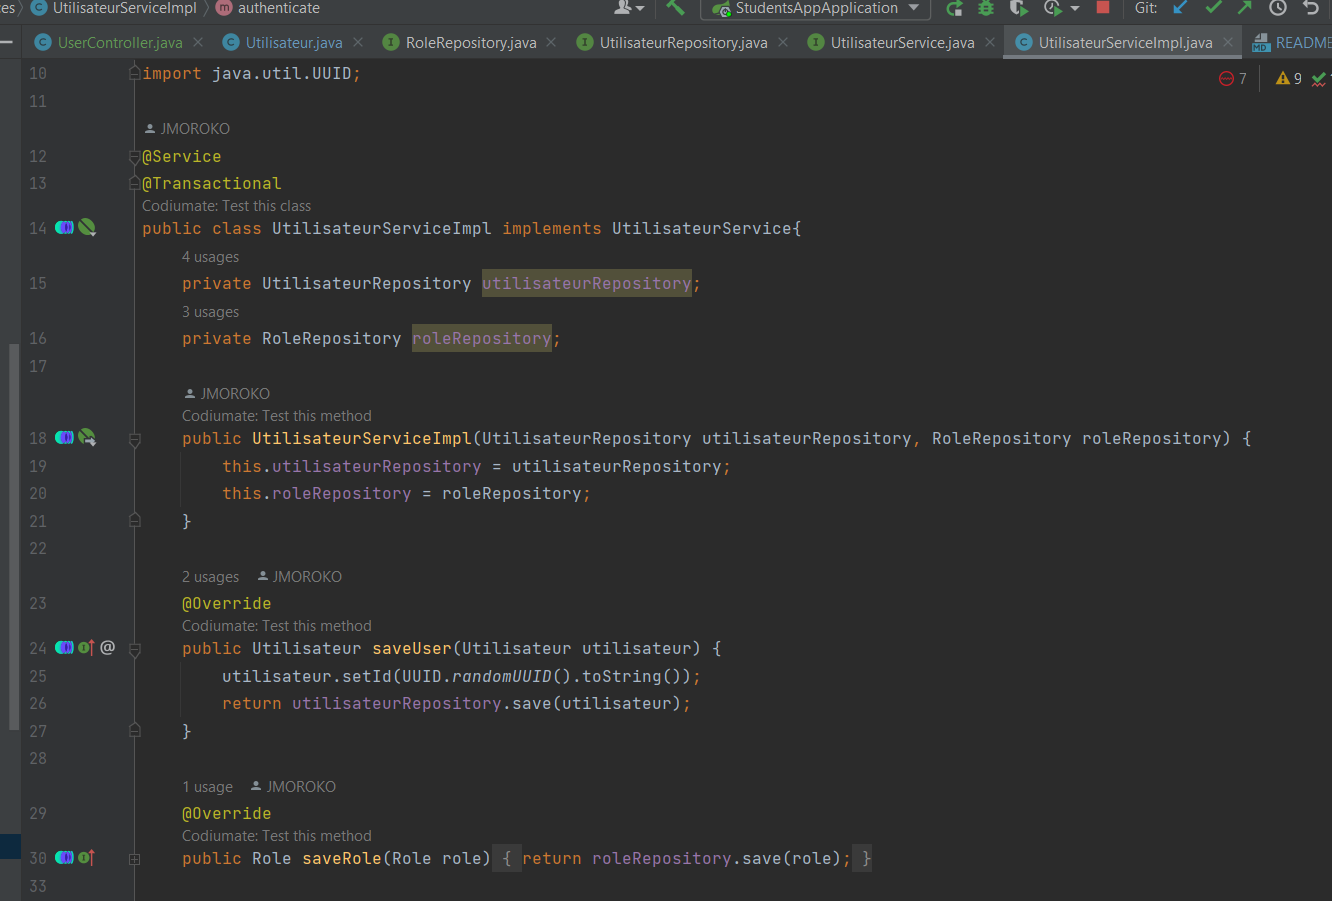 ces UtilisateurServiceImpl m authenticate StudentsAppApplication Git:
C UserController.java C Utilisateur.java I RoleRepository.java I UtilisateurRepository.java I UtilisateurService.java C UtilisateurServiceImpl.java MD README
10 import java.util.UUID; 7 9 1
11
JMOROKO
12 @Service
13 @Transactional
Codiumate: Test this class
14 public class UtilisateurServiceImpl implements UtilisateurService{
4 usages
15 private UtilisateurRepository utilisateurRepository;
3 usages
16 private RoleRepository roleRepository;
17
JMOROKO
Codiumate: Test this method
18 public UtilisateurServiceImpl(UtilisateurRepository utilisateurRepository, RoleRepository roleRepository) {
19 this.utilisateurRepository = utilisateurRepository;
20 this.roleRepository = roleRepository;
21 }
22
2 usages JMOROKO
23 @Override
Codiumate: Test this method
24 @ public Utilisateur saveUser(Utilisateur utilisateur) {
25 utilisateur.setId(UUID.randomUUID().toString());
26 return utilisateurRepository.save(utilisateur);
27 }
28
1 usage JMOROKO
29 @Override
Codiumate: Test this method
30 public Role saveRole(Role role) { return roleRepository.save(role); }
33